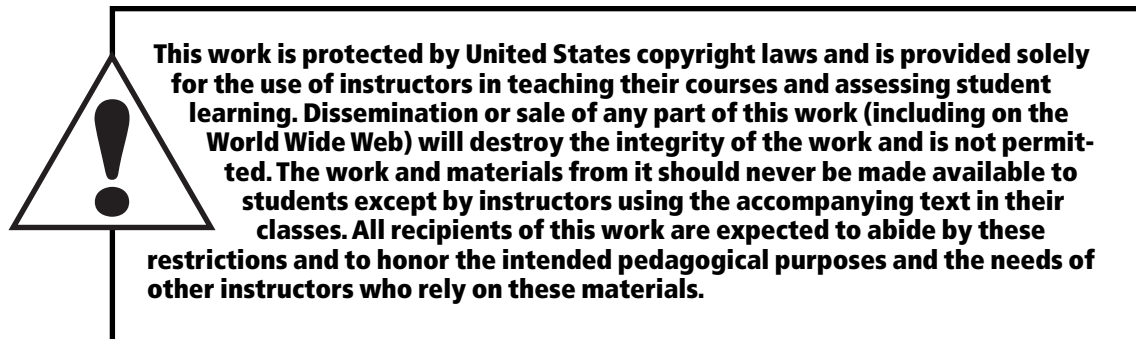 This work is protected by United States copyright laws and is provided solely
for the use of instructors in teaching their courses and assessing student
learning. Dissemination or sale of any part of this work (including on the
World Wide Web) will destroy the integrity of the work and is not permit-
ted. The work and materials from it should never be made available to
students except by instructors using the accompanying text in their
classes. All recipients of this work are expected to abide by these
restrictions and to honor the intended pedagogical purposes and the needs of
other instructors who rely on these materials.